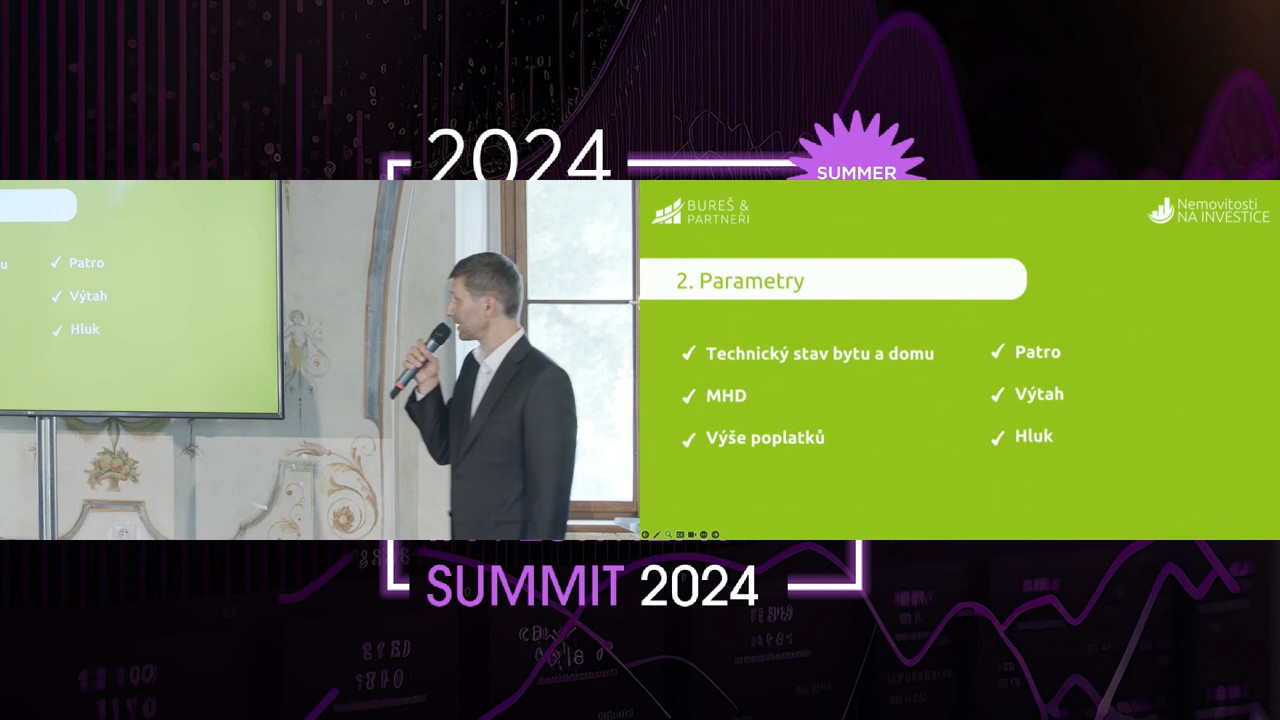 2024
SUMMER
u
✓ Patro
✓ Výtah
✓ Hluk
BUREŠ &
PARTNEŘI
Nemovitosti
NA INVESTICE
2. Parametry
✓ Technický stav bytu a domu
✓ MHD
✓ Výše poplatků
✓ Patro
✓ Výtah
✓ Hluk
SUMMIT 2024